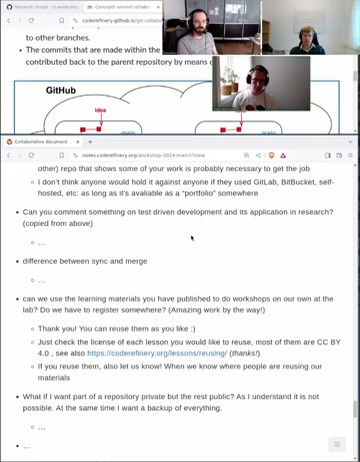 Network Graph · cr-workshop
Concepts around collabo
coderefinery.github.io/git-collab
to other branches.
• The commits that are made within the
contributed back to the parent repository by means o
GitHub
idea
main
main
Collaborative document
notes.coderefinery.org/workshop-2024-march?view
other) repo that shows some of your work is probably necessary to get the job
◦ I don't think anyone would hold it against anyone if they used GitLab, BitBucket, self-
hosted, etc: as long as it's avaliable as a "portfolio" somewhere
• Can you comment something on test driven development and its application in research?
(copied from above)
◦ ...
• difference between sync and merge
◦ ...
• can we use the learning materials you have published to do workshops on our own at the
lab? Do we have to register somewhere? (Amazing work by the way!)
◦ Thank you! You can reuse them as you like :)
◦ Just check the license of each lesson you would like to reuse, most of them are CC BY
4.0 , see also https://coderefinery.org/lessons/reusing/ (thanks!)
◦ If you reuse them, also let us know! When we know where people are reusing our
materials
• What if I want part of a repository private but the rest public? As I understand it is not
possible. At the same time I want a backup of everything.
◦ ...
• ...